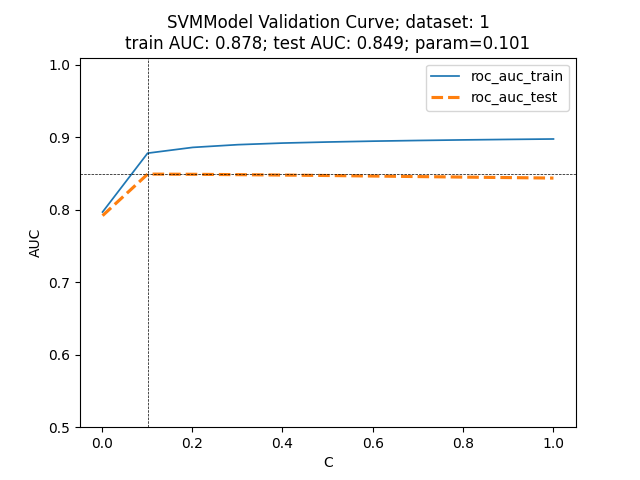 SVMModel Validation Curve; dataset: 1
train AUC: 0.878; test AUC: 0.849; param=0.101
roc_auc_train
roc_auc_test
AUC
1.0
0.9
0.8
0.7
0.6
0.5
0.0 0.2 0.4 0.6 0.8 1.0
C